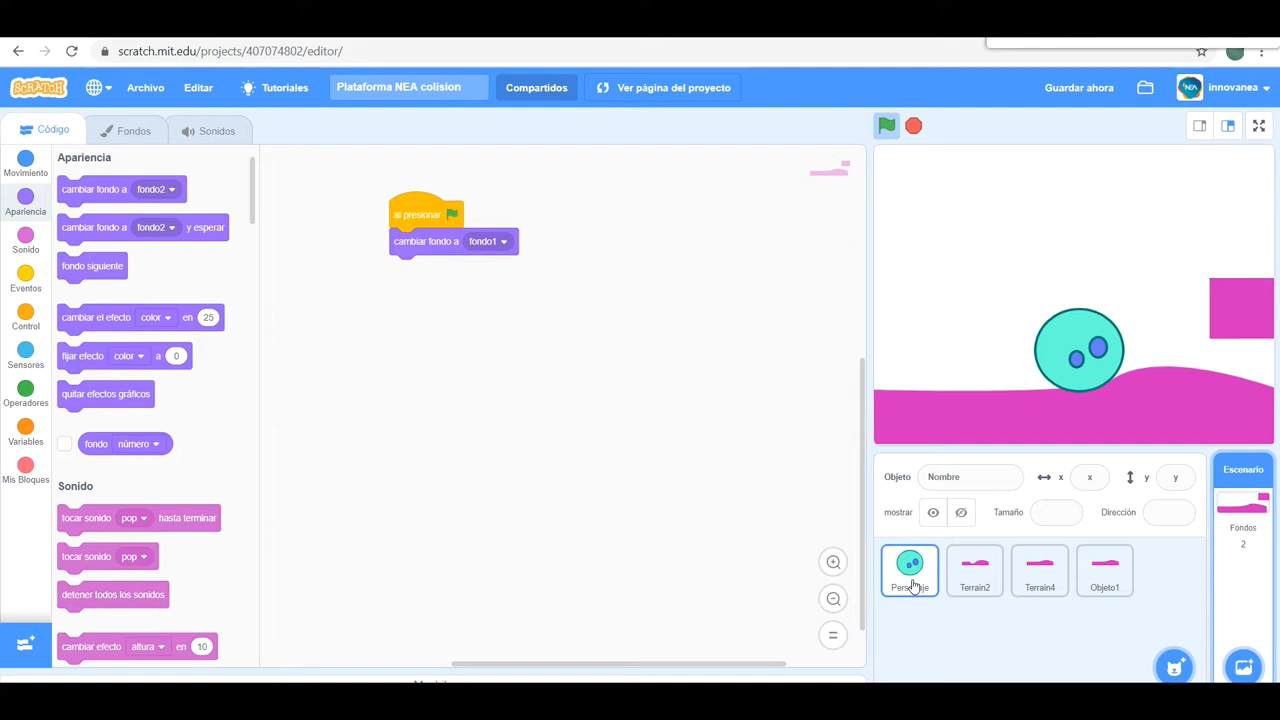 scratch.mit.edu/projects/407074802/editor/
SCRATCH
Archivo
Editar
Tutoriales
Plataforma NEA colision
Compartidos
Ver página del proyecto
Guardar ahora
NEA
innovanea
Código
Fondos
Sonidos
Movimiento
Apariencia
Sonido
Eventos
Control
Sensores
Operadores
Variables
Mis Bloques
Apariencia
cambiar fondo a fondo2
cambiar fondo a fondo2 y esperar
fondo siguiente
cambiar el efecto color en 25
fijar efecto color a 0
quitar efectos gráficos
fondo número
Sonido
tocar sonido pop hasta terminar
tocar sonido pop
detener todos los sonidos
cambiar efecto altura en 10
al presionar
cambiar fondo a fondo1
Objeto Nombre x x y y
mostrar Tamaño Dirección
Personaje
Terrain2
Terrain4
Objeto1
Escenario
Fondos
2